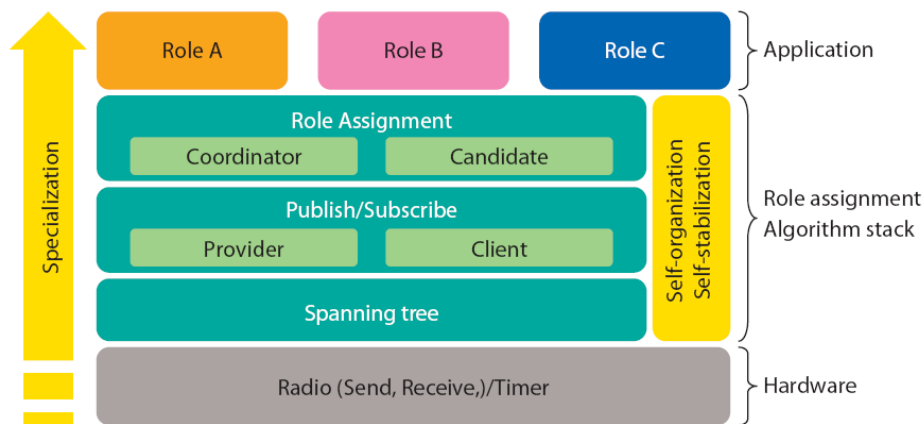 Role A
Role B
Role C
Application
Specialization
Role Assignment
Coordinator
Candidate
Publish/Subscribe
Provider
Client
Spanning tree
Self-organization
Self-stabilization
Role assignment
Algorithm stack
Radio (Send, Receive,)/Timer
Hardware